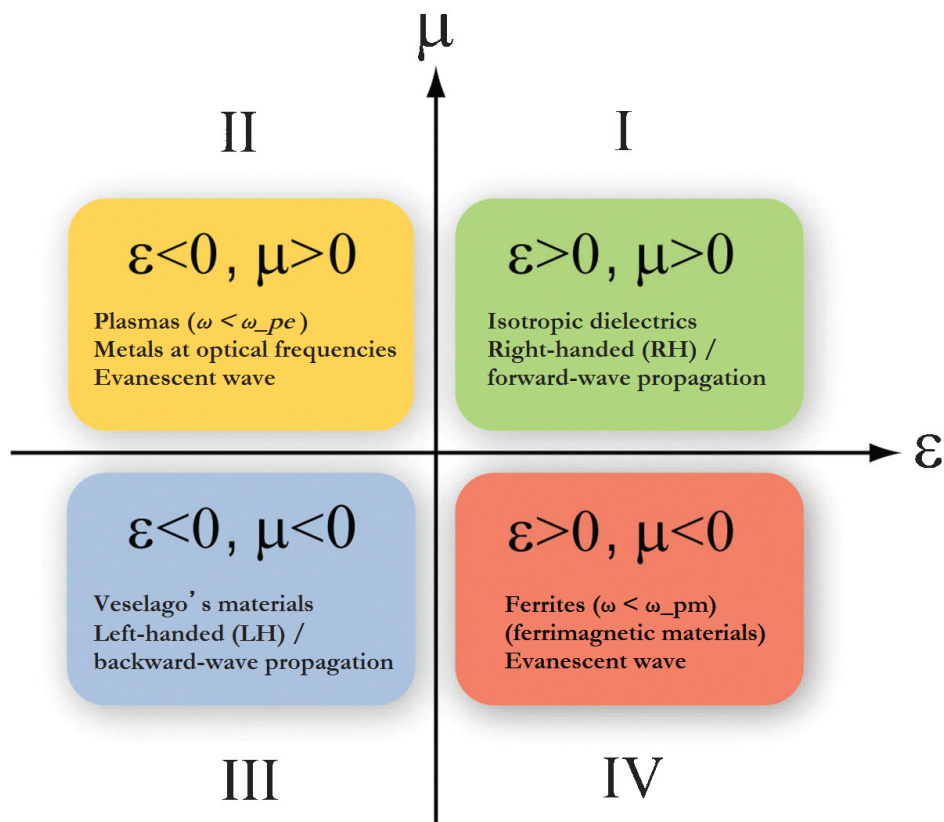 μ
II
I
ε<0, μ>0
Plasmas (ω < ω_pe )
Metals at optical frequencies
Evanescent wave
ε>0, μ>0
Isotropic dielectrics
Right-handed (RH) /
forward-wave propagation
ε
ε<0, μ<0
Veselago's materials
Left-handed (LH) /
backward-wave propagation
ε>0, μ<0
Ferrites (ω < ω_pm)
(ferrimagnetic materials)
Evanescent wave
III
IV